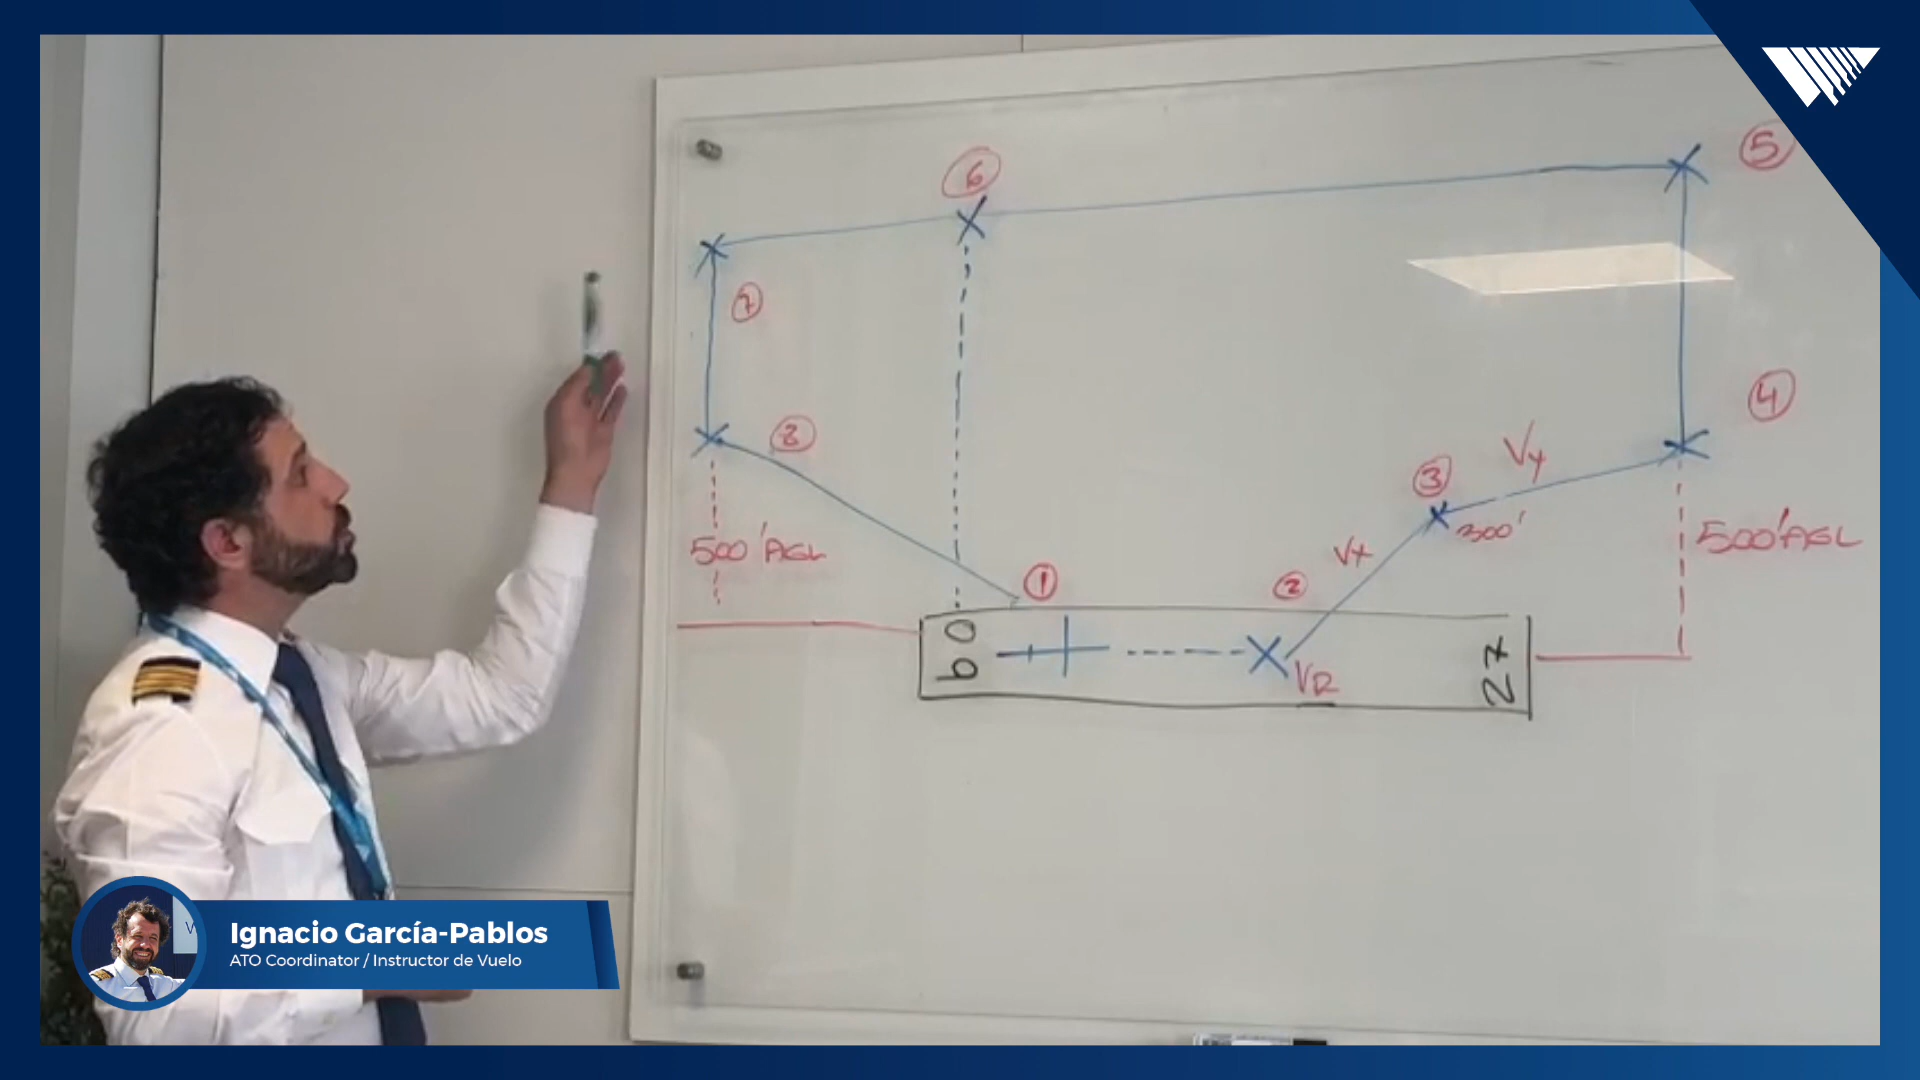 6
5
7
4
8
3
Vy
300'
Vx
500' AGL
500' AGL
1
2
09
27
VR
Ignacio García-Pablos
ATO Coordinator / Instructor de Vuelo